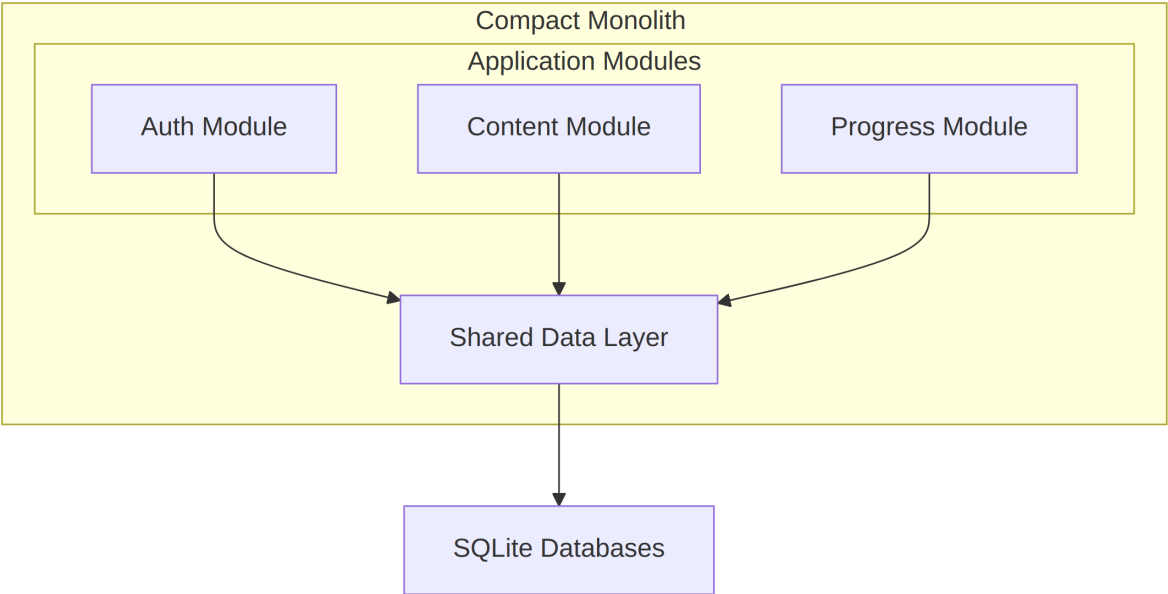 Compact Monolith
Application Modules
Auth Module
Content Module
Progress Module
Shared Data Layer
SQLite Databases